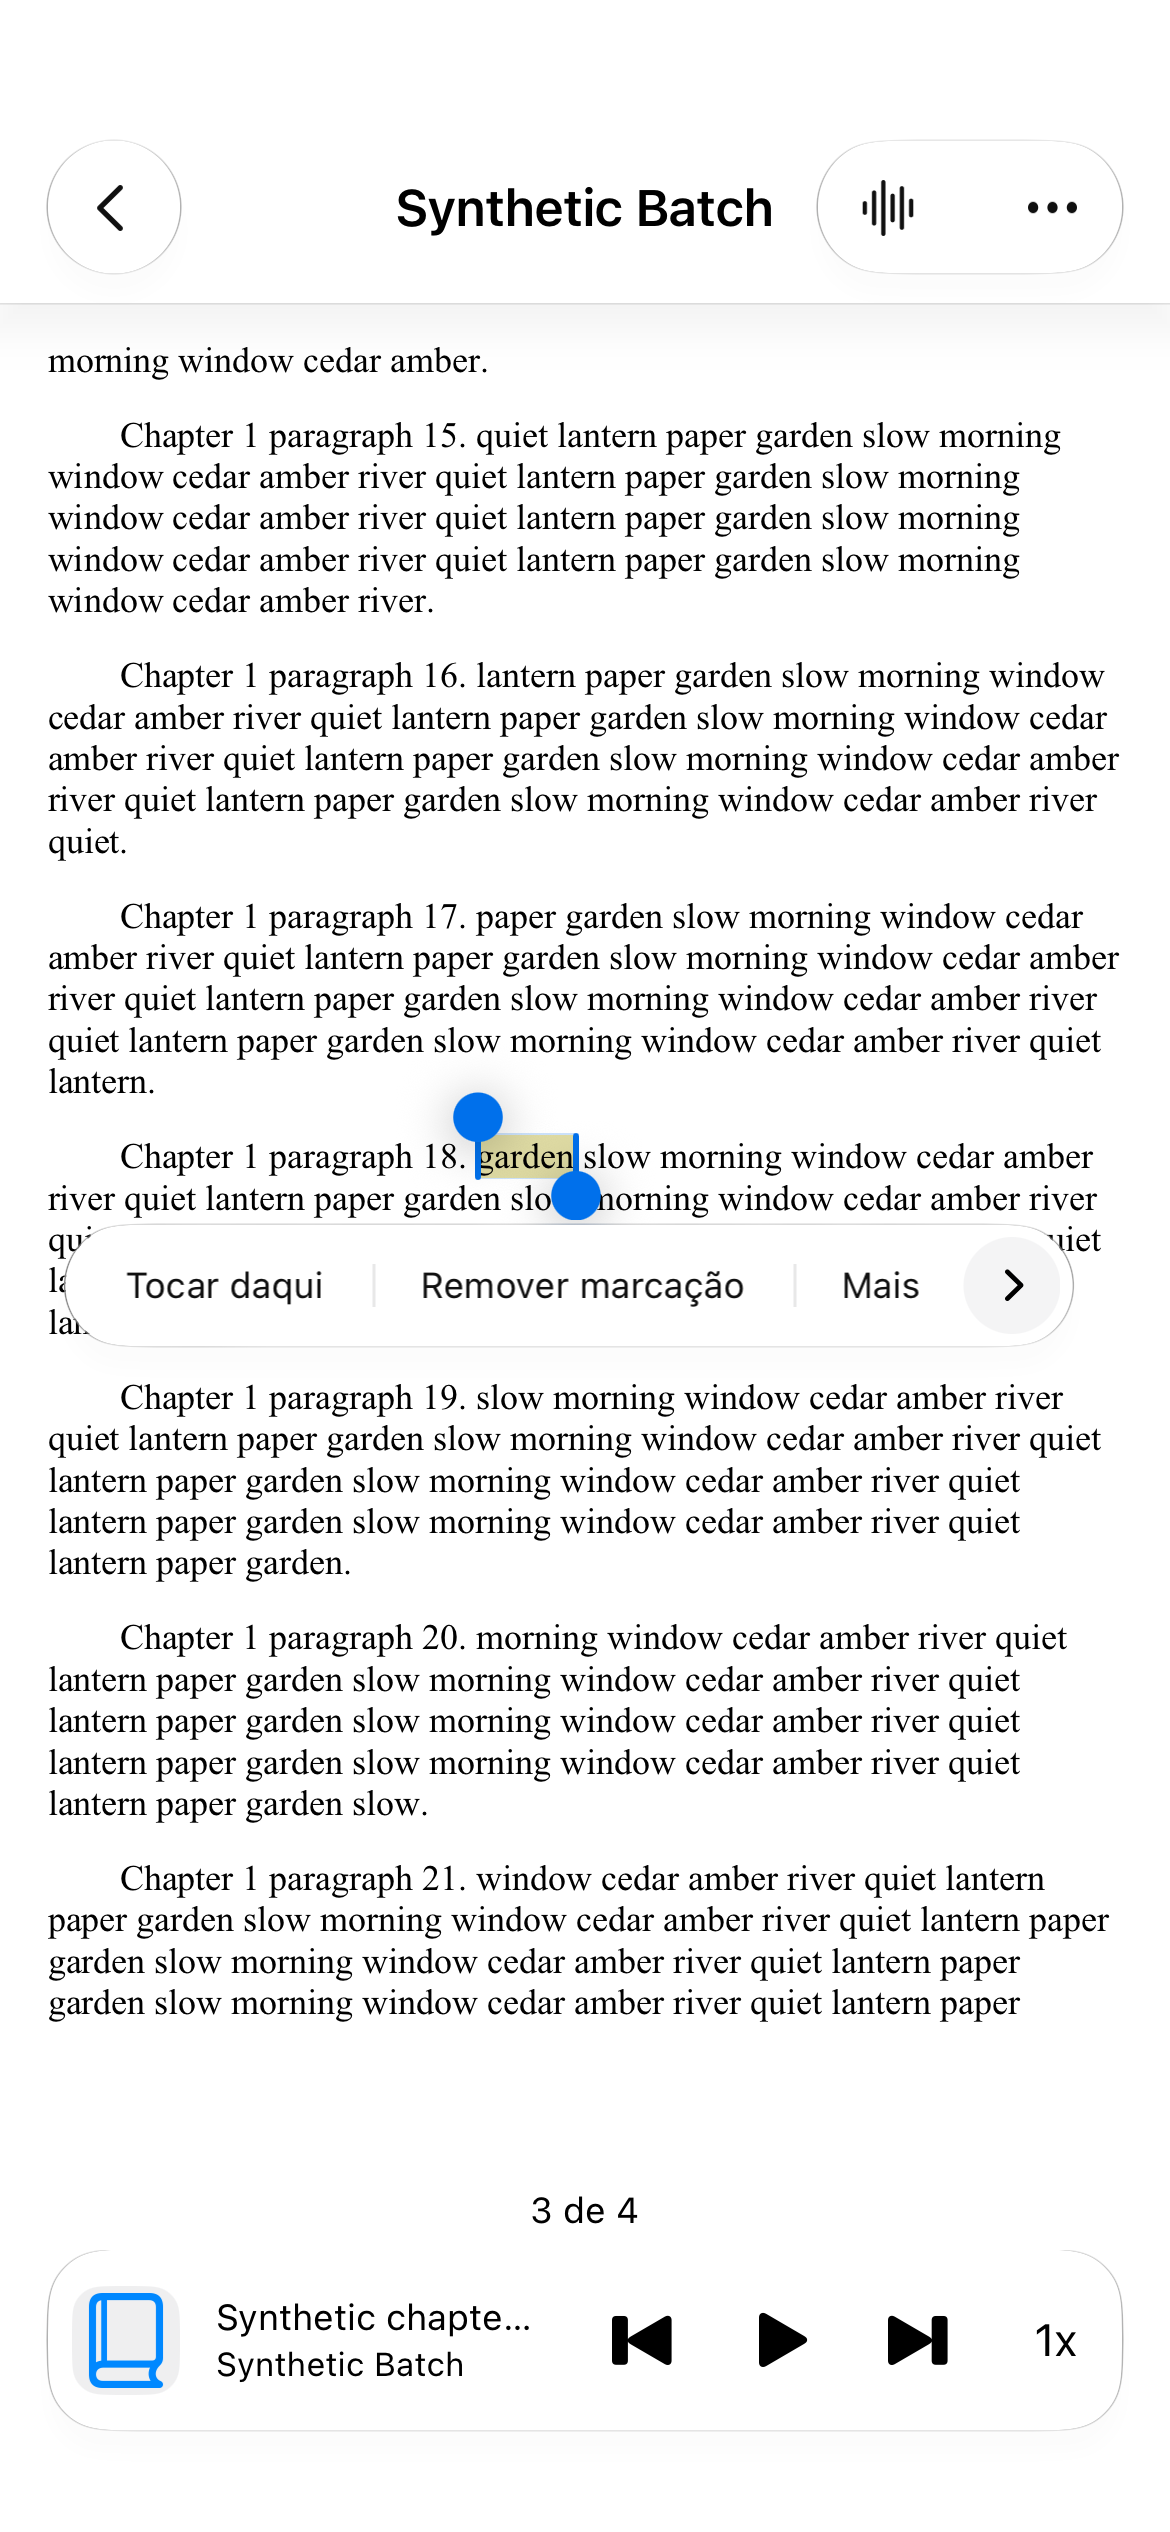 Synthetic Batch
morning window cedar amber.
Chapter 1 paragraph 15. quiet lantern paper garden slow morning
window cedar amber river quiet lantern paper garden slow morning
window cedar amber river quiet lantern paper garden slow morning
window cedar amber river quiet lantern paper garden slow morning
window cedar amber river.
Chapter 1 paragraph 16. lantern paper garden slow morning window
cedar amber river quiet lantern paper garden slow morning window cedar
amber river quiet lantern paper garden slow morning window cedar amber
river quiet lantern paper garden slow morning window cedar amber river
quiet.
Chapter 1 paragraph 17. paper garden slow morning window cedar
amber river quiet lantern paper garden slow morning window cedar amber
river quiet lantern paper garden slow morning window cedar amber river
quiet lantern paper garden slow morning window cedar amber river quiet
lantern.
Chapter 1 paragraph 18. garden slow morning window cedar amber
river quiet lantern paper garden slow morning window cedar amber river
Tocar daqui
Remover marcação
Mais
Chapter 1 paragraph 19. slow morning window cedar amber river
quiet lantern paper garden slow morning window cedar amber river quiet
lantern paper garden slow morning window cedar amber river quiet
lantern paper garden slow morning window cedar amber river quiet
lantern paper garden.
Chapter 1 paragraph 20. morning window cedar amber river quiet
lantern paper garden slow morning window cedar amber river quiet
lantern paper garden slow morning window cedar amber river quiet
lantern paper garden slow morning window cedar amber river quiet
lantern paper garden slow.
Chapter 1 paragraph 21. window cedar amber river quiet lantern
paper garden slow morning window cedar amber river quiet lantern paper
garden slow morning window cedar amber river quiet lantern paper
garden slow morning window cedar amber river quiet lantern paper
3 de 4
Synthetic chapte...
Synthetic Batch
1x